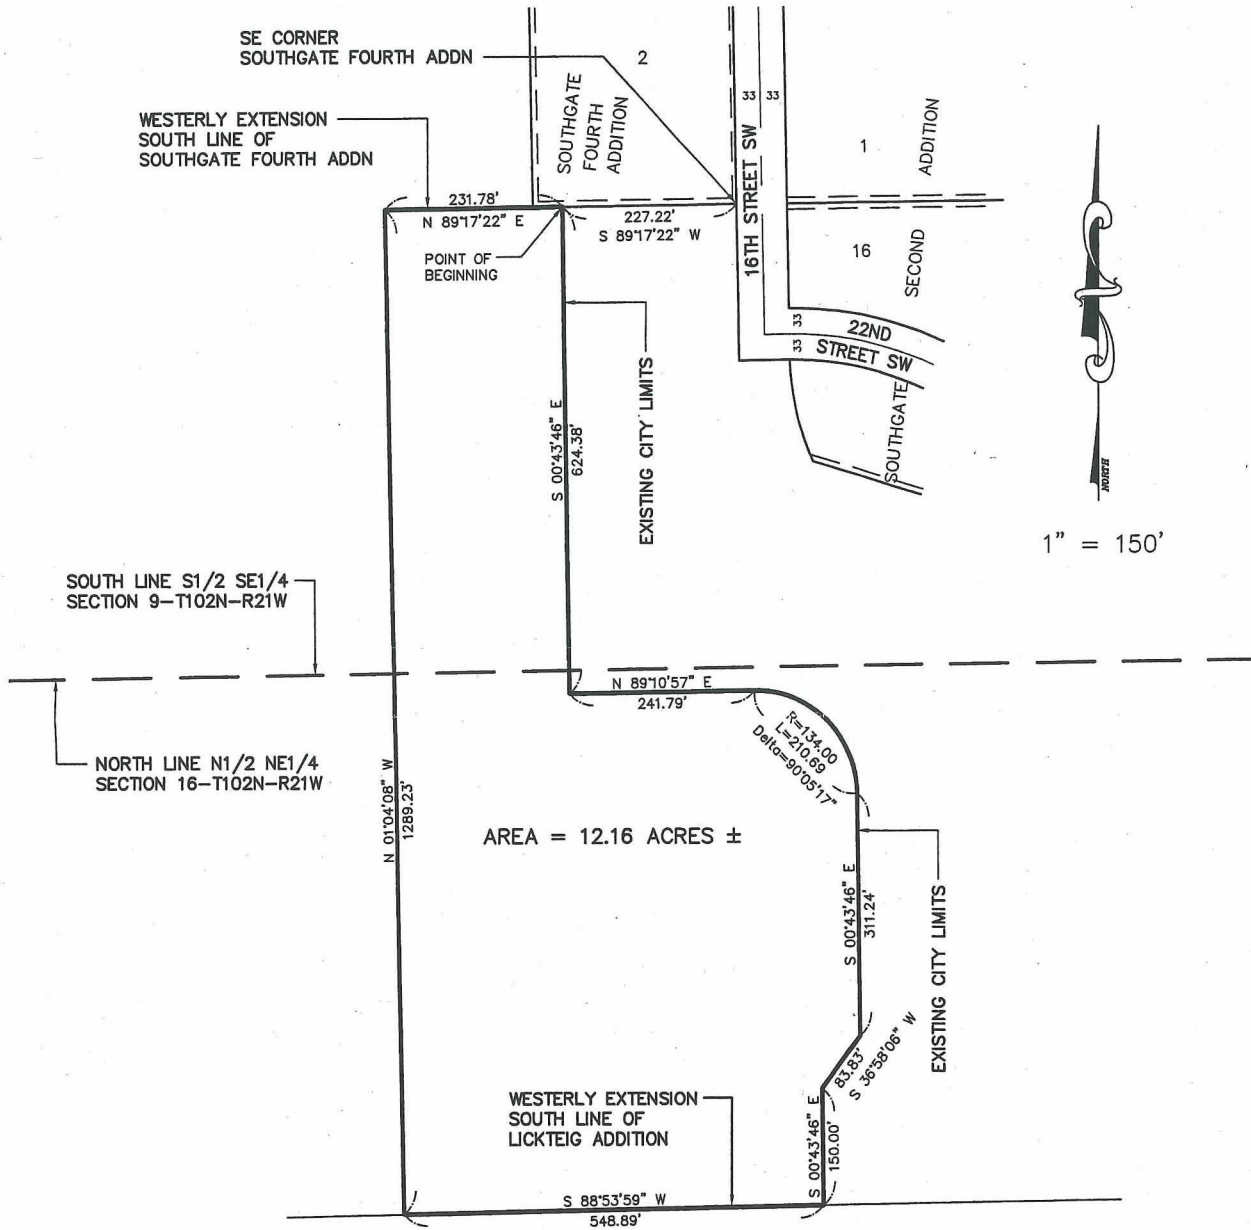 SE CORNER
SOUTHGATE FOURTH ADDN
2
SOUTHGATE
FOURTH
ADDITION
33 33
16TH STREET SW
1
ADDITION
WESTERLY EXTENSION
SOUTH LINE OF
SOUTHGATE FOURTH ADDN
231.78'
N 89°17'22" E
227.22'
S 89°17'22" W
POINT OF
BEGINNING
16
SECOND
33
22ND
33
STREET SW
SOUTHGATE
NORTH
1" = 150'
S 00°43'46" E
624.38'
EXISTING CITY LIMITS
SOUTH LINE S1/2 SE1/4
SECTION 9-T102N-R21W
N 89°10'57" E
241.79'
R=134.00
L=210.69
Delta=90°05'17"
NORTH LINE N1/2 NE1/4
SECTION 16-T102N-R21W
N 01°04'08" W
1289.23'
AREA = 12.16 ACRES ±
S 00°43'46" E
311.24'
EXISTING CITY LIMITS
83.83'
S 36°58'06" W
WESTERLY EXTENSION
SOUTH LINE OF
LICKTEIG ADDITION
S 00°43'46" E
150.00'
S 88°53'59" W
548.89'